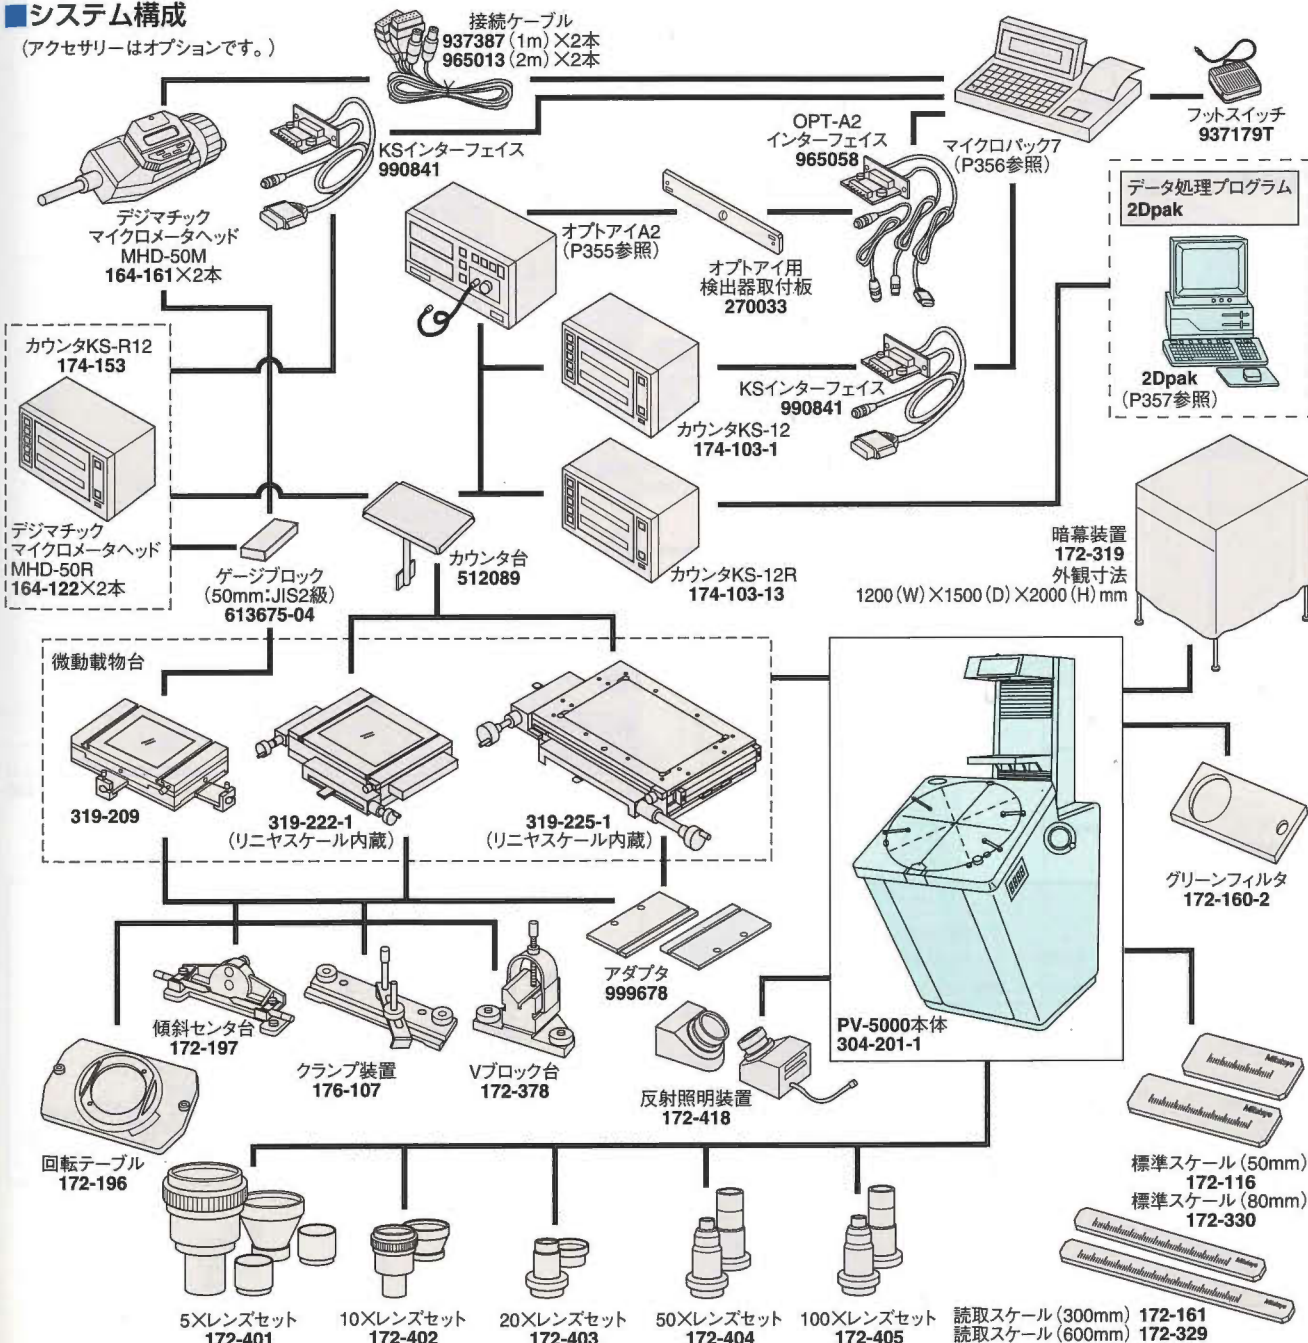 システム構成
(アクセサリーはオプションです。)
接続ケーブル
937387(1m)×2本
965013(2m)×2本
フットスイッチ
937179T
OPT-A2
インターフェイス
965058
マイクロパック7
(P356参照)
KSインターフェイス
990841
データ処理プログラム
2Dpak
デジマチック
マイクロメータヘッド
MHD-50M
164-161×2本
オプトアイA2
(P355参照)
オプトアイ用
検出器取付板
270033
2Dpak
(P357参照)
カウンタKS-R12
174-153
KSインターフェイス
990841
カウンタKS-12
174-103-1
デジマチック
マイクロメータヘッド
MHD-50R
164-122×2本
ゲージブロック
(50mm:JIS2級)
613675-04
カウンタ台
512089
カウンタKS-12R
174-103-13
暗幕装置
172-319
外観寸法
1200(W)×1500(D)×2000(H)mm
微動載物台
319-209
319-222-1
(リニヤスケール内蔵)
319-225-1
(リニヤスケール内蔵)
グリーンフィルタ
172-160-2
アダプタ
999678
PV-5000本体
304-201-1
傾斜センタ台
172-197
クランプ装置
176-107
Vブロック台
172-378
反射照明装置
172-418
Mitutoyo
Mitutoyo
回転テーブル
172-196
標準スケール(50mm)
172-116
標準スケール(80mm)
172-330
Mitutoyo
Mitutoyo
5×レンズセット
172-401
10×レンズセット
172-402
20×レンズセット
172-403
50×レンズセット
172-404
100×レンズセット
172-405
読取スケール(300mm) 172-161
読取スケール(600mm) 172-329